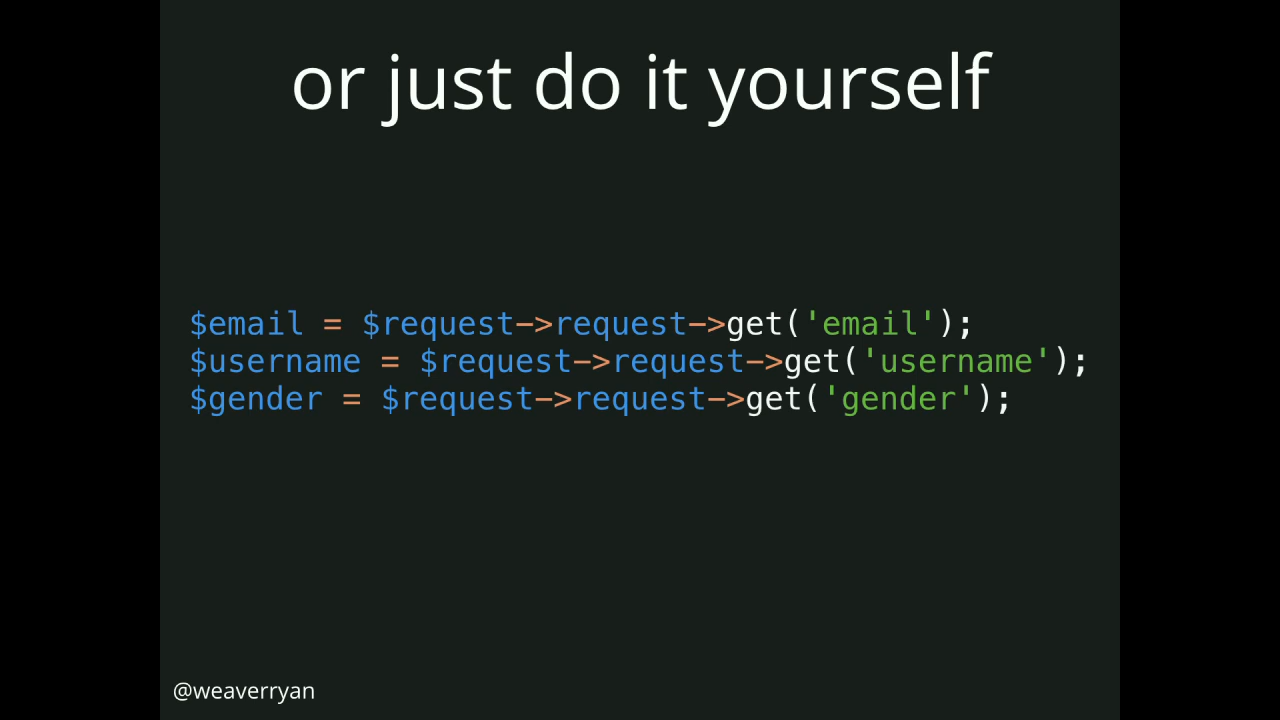 or just do it yourself
$email = $request->request->get('email');
$username = $request->request->get('username');
$gender = $request->request->get('gender');
@weaverryan